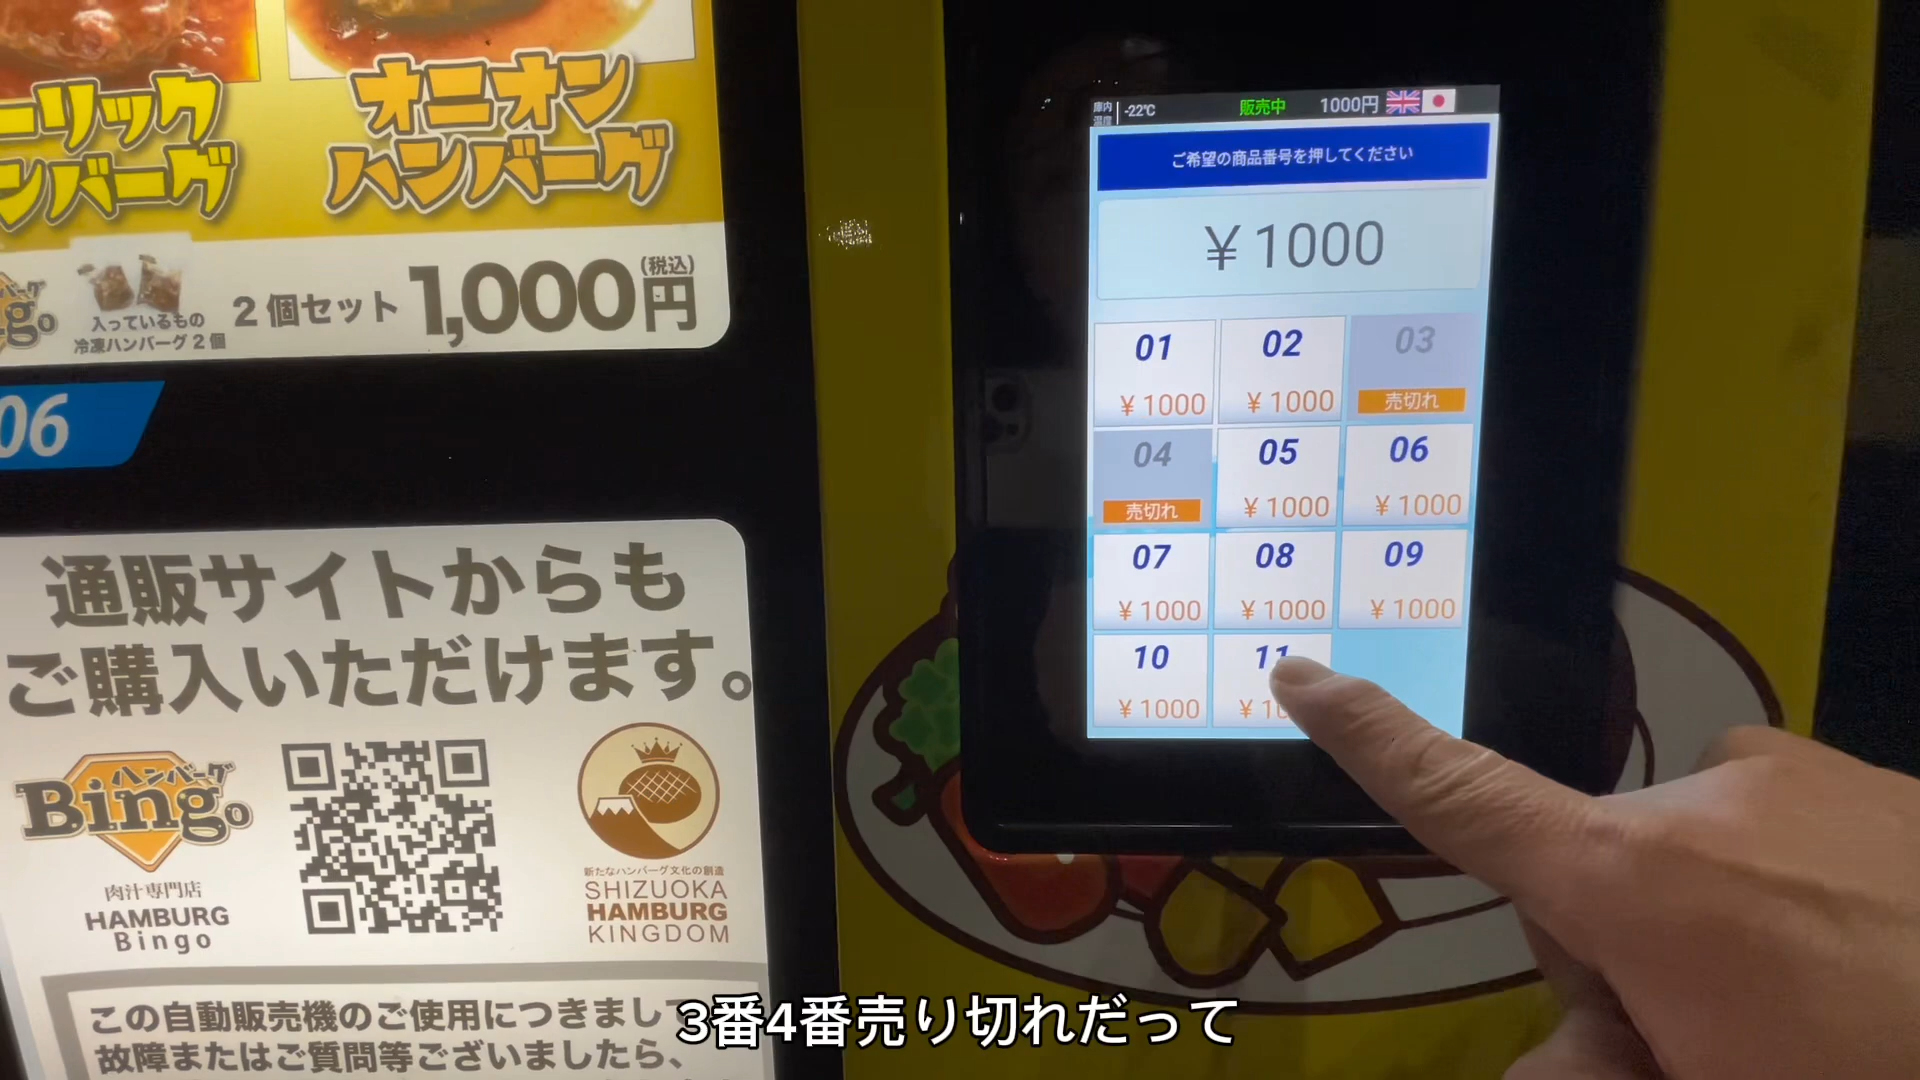 ーリック
ンバーグ
オニオン
ハンバーグ
入っているもの
冷凍ハンバーグ2個
2個セット 1,000円
(税込)
06
通販サイトからも
ご購入いただけます。
ハンバーグ
Bingo
肉汁専門店
HAMBURG
Bingo
新たなハンバーグ文化の創造
SHIZUOKA
HAMBURG
KINGDOM
この自動販売機のご使用につきまして
故障またはご質問等ございましたら、
庫内
温度
-22℃
販売中
1000円
ご希望の商品番号を押してください
¥1000
01
¥1000
02
¥1000
03
売切れ
04
売切れ
05
¥1000
06
¥1000
07
¥1000
08
¥1000
09
¥1000
10
¥1000
11
¥10
3番4番売り切れだって